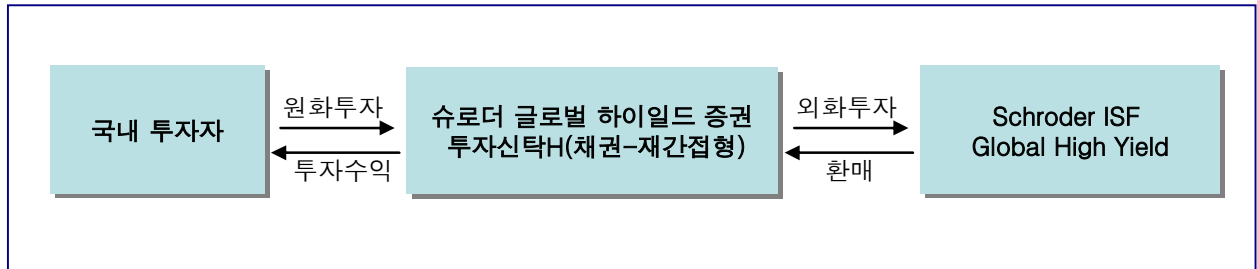 국내 투자자
원화투자
투자수익
슈로더 글로벌 하이일드 증권
투자신탁H(채권-재간접형)
외화투자
환매
Schroder ISF
Global High Yield